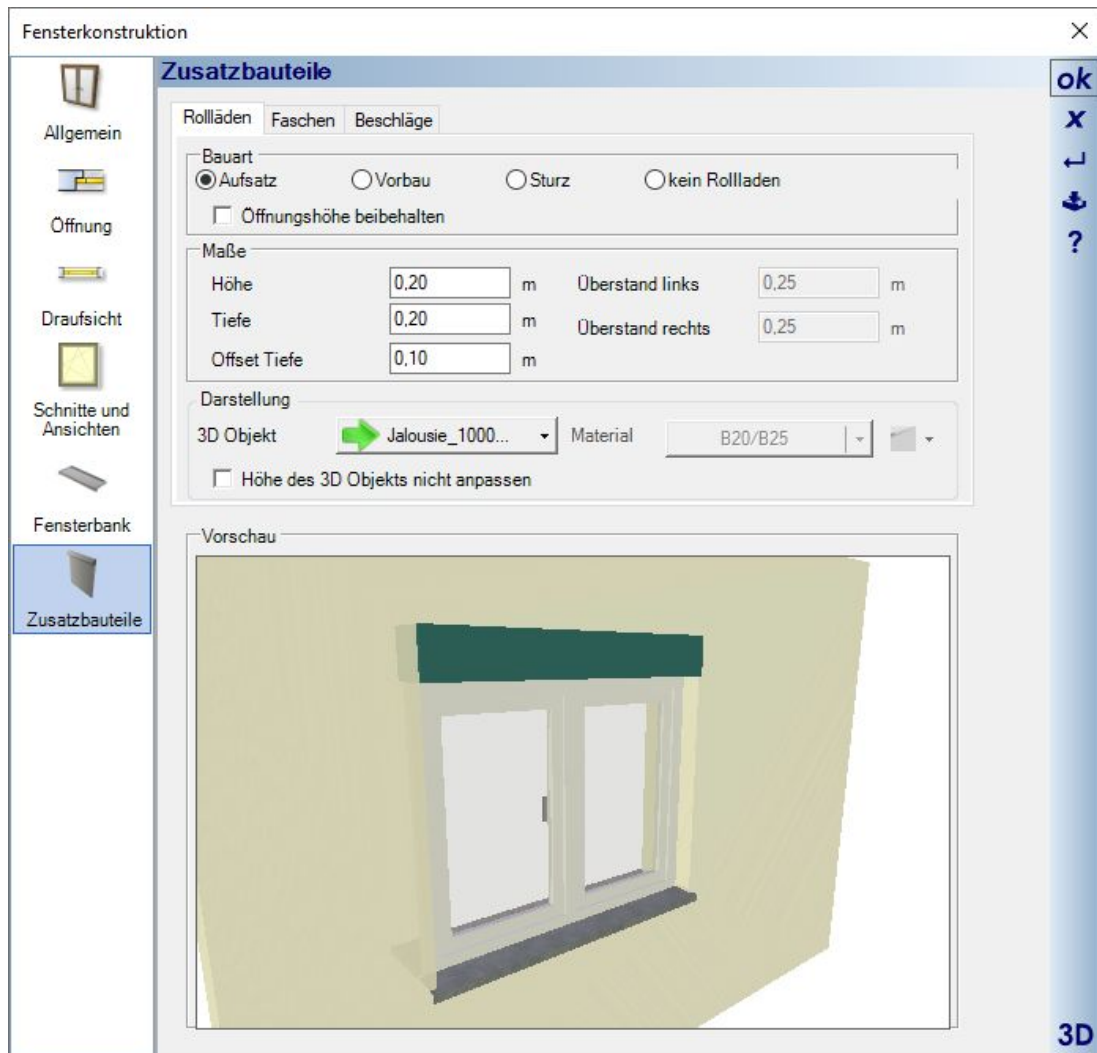 Fensterkonstruktion
Allgemein
Öffnung
Draufsicht
Schnitte und
Ansichten
Fensterbank
Zusatzbauteile
Zusatzbauteile
Rollläden Faschen Beschläge
Bauart
Aufsatz Vorbau Sturz kein Rollladen
Öffnungshöhe beibehalten
Maße
Höhe 0,20 m Überstand links 0,25 m
Tiefe 0,20 m Überstand rechts 0,25 m
Offset Tiefe 0,10 m
Darstellung
3D Objekt Jalousie_1000... Material B20/B25
Höhe des 3D Objekts nicht anpassen
Vorschau
ok
x
?
3D